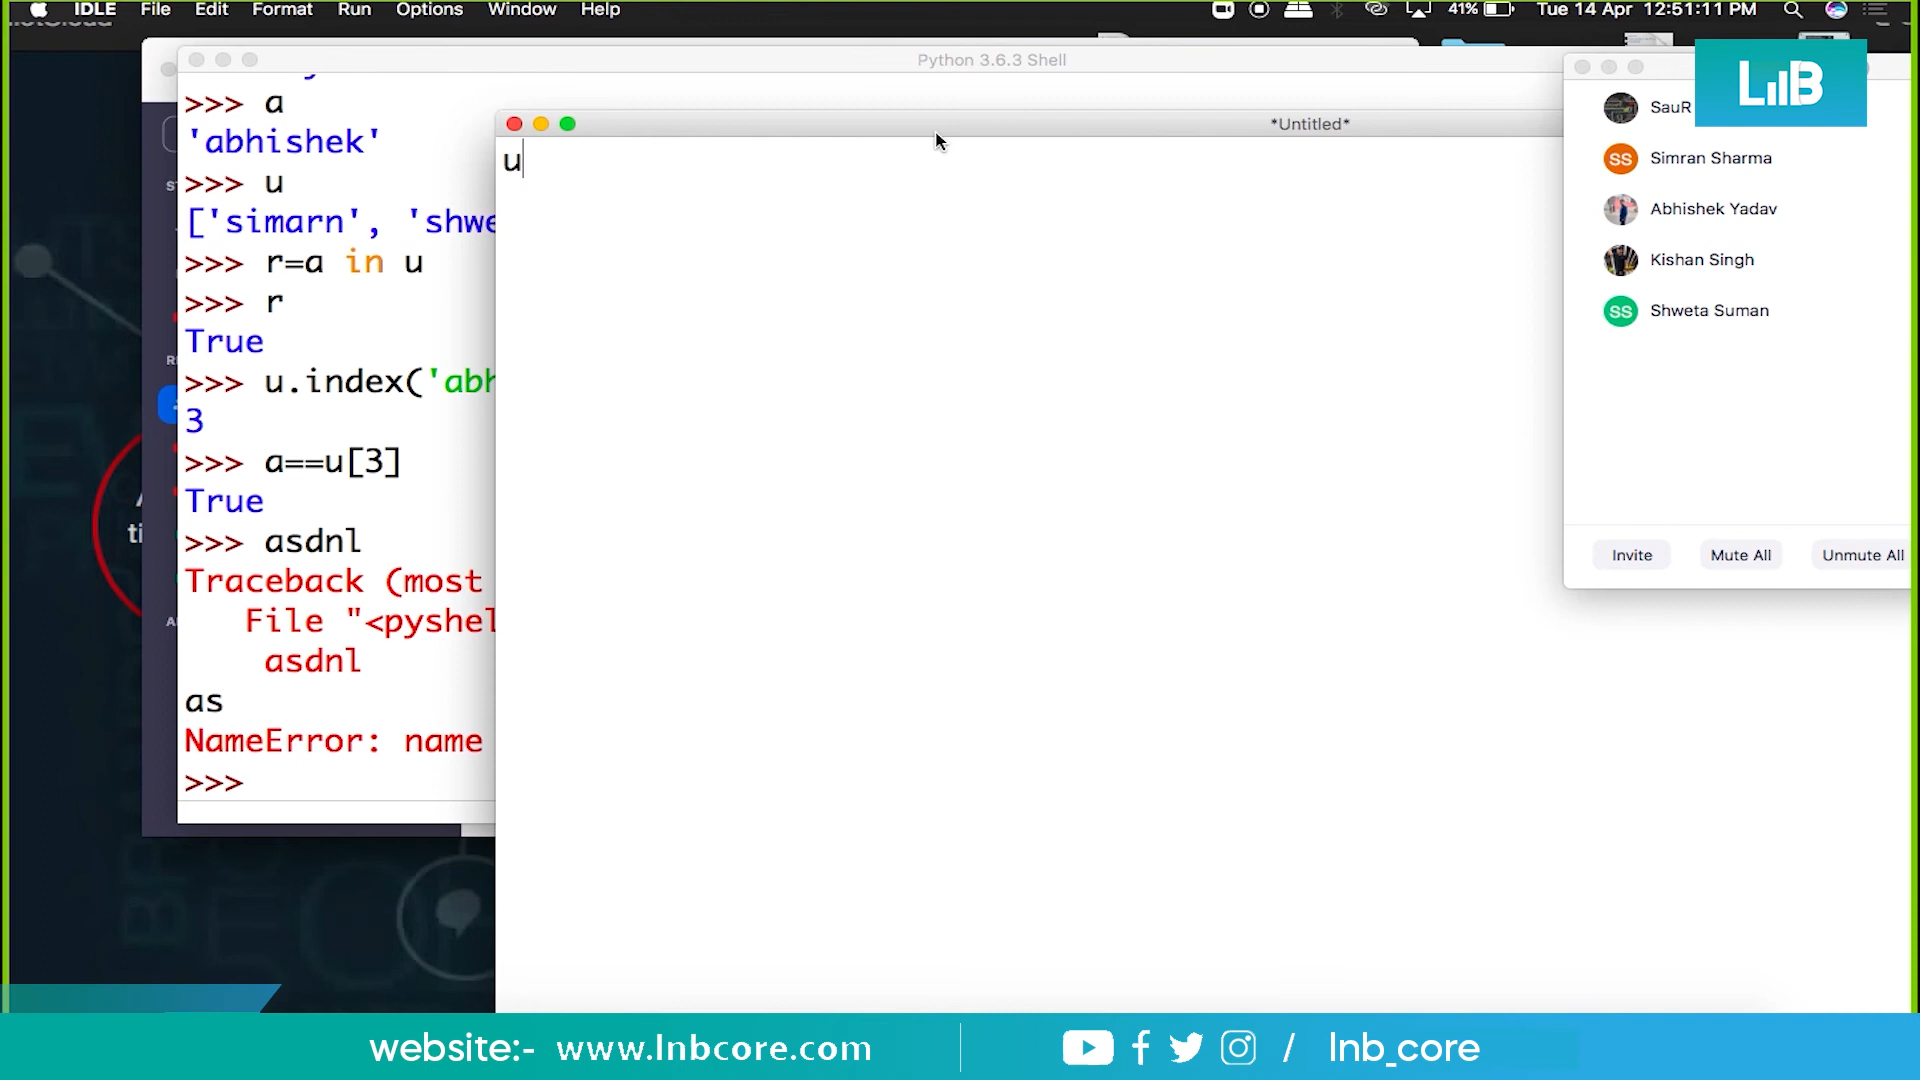 IDLE File Edit Format Run Options Window Help 41% Tue 14 Apr 12:51:11 PM
Python 3.6.3 Shell
>>> a
'abhishek'
>>> u
['simarn', 'shwe
>>> r=a in u
>>> r
True
>>> u.index('abh
3
>>> a==u[3]
True
>>> asdnl
Traceback (most
File "<pyshel
asdnl
as
NameError: name
>>>
*Untitled*
u
LNB
SauR
SS Simran Sharma
Abhishek Yadav
Kishan Singh
SS Shweta Suman
Invite Mute All Unmute All
website:- www.lnbcore.com
/ lnb_core